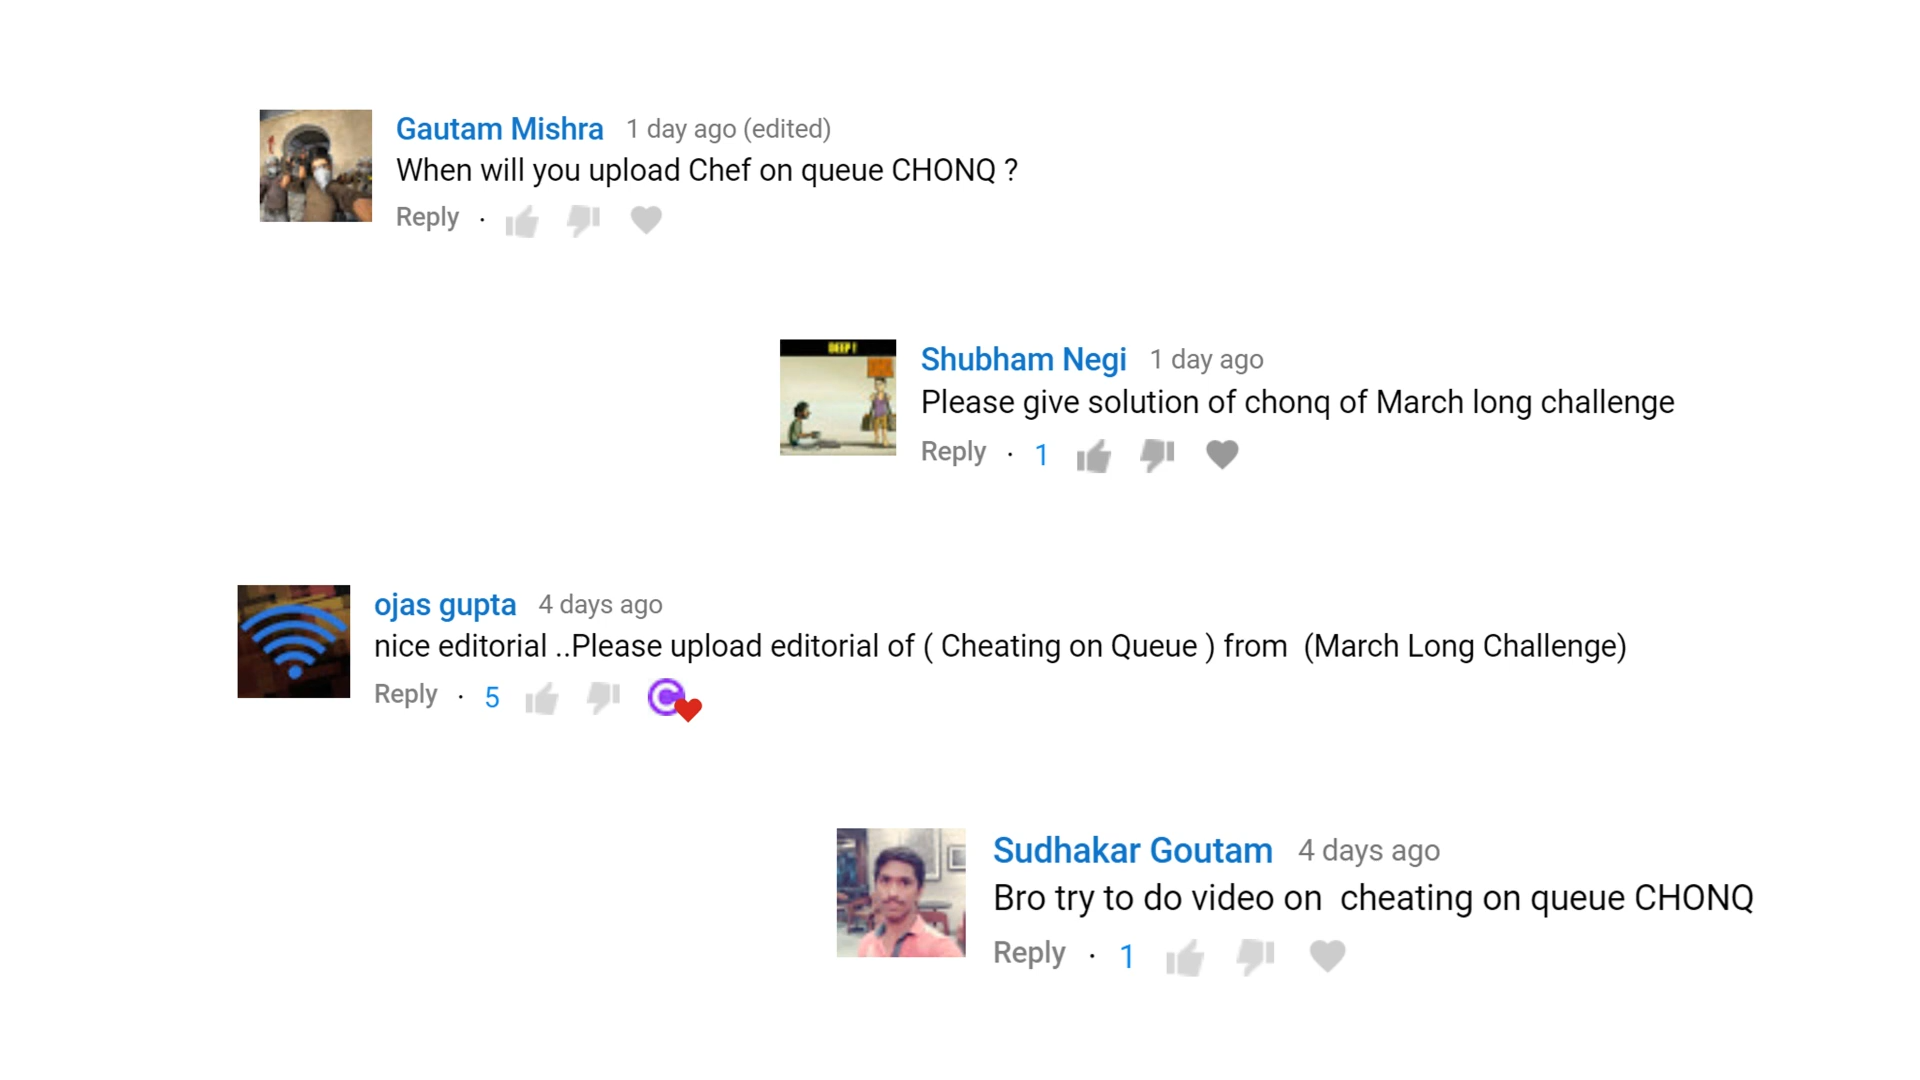 Gautam Mishra 1 day ago (edited)
When will you upload Chef on queue CHONQ ?
Reply ·
BEEP !
Shubham Negi 1 day ago
Please give solution of chonq of March long challenge
Reply · 1
ojas gupta 4 days ago
nice editorial ..Please upload editorial of ( Cheating on Queue ) from  (March Long Challenge)
Reply · 5
Sudhakar Goutam 4 days ago
Bro try to do video on  cheating on queue CHONQ
Reply · 1